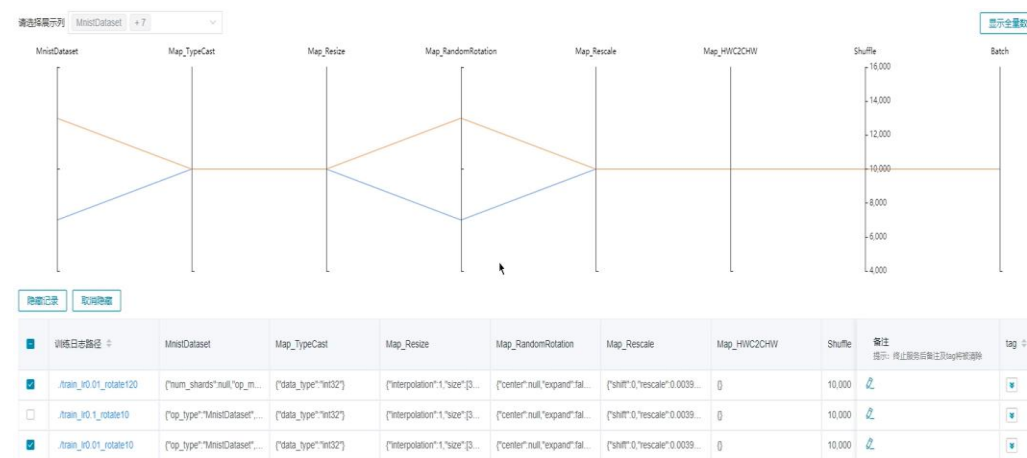 请选择展示列 MnistDataset +7 显示全量数
MnistDataset Map_TypeCast Map_Resize Map_RandomRotation Map_Rescale Map_HWC2CHW Shuffle Batch
16,000
14,000
12,000
10,000
8,000
6,000
4,000
隐藏记录 取消隐藏
训练日志路径 MnistDataset Map_TypeCast Map_Resize Map_RandomRotation Map_Rescale Map_HWC2CHW Shuffle 备注 tag
提示：终止服务后备注及tag将被清除
./train_lr0.01_rotate120 {"num_shards":null,"op_m... {"data_type":"int32"} {"interpolation":1,"size":[3... {"center":null,"expand":fal... {"shift":0,"rescale":0.0039... {} 10,000
./train_lr0.1_rotate10 {"op_type":"MnistDataset",... {"data_type":"int32"} {"interpolation":1,"size":[3... {"center":null,"expand":fal... {"shift":0,"rescale":0.0039... {} 10,000
./train_lr0.01_rotate10 {"op_type":"MnistDataset",... {"data_type":"int32"} {"interpolation":1,"size":[3... {"center":null,"expand":fal... {"shift":0,"rescale":0.0039... {} 10,000